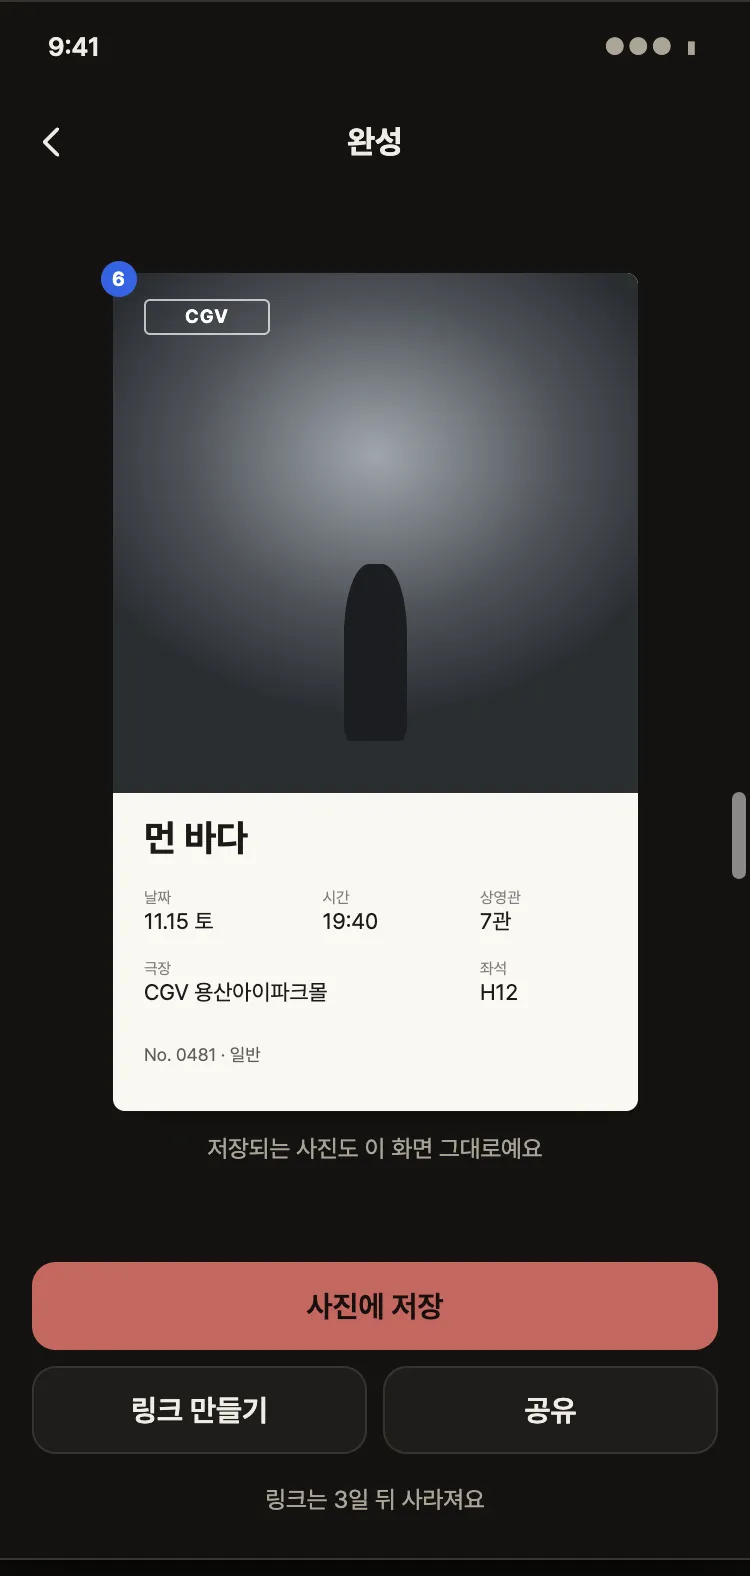 9:41
완성
6
CGV
먼 바다
날짜 시간 상영관
11.15 토 19:40 7관
극장 좌석
CGV 용산아이파크몰 H12
No. 0481 · 일반
저장되는 사진도 이 화면 그대로예요
사진에 저장
링크 만들기 공유
링크는 3일 뒤 사라져요